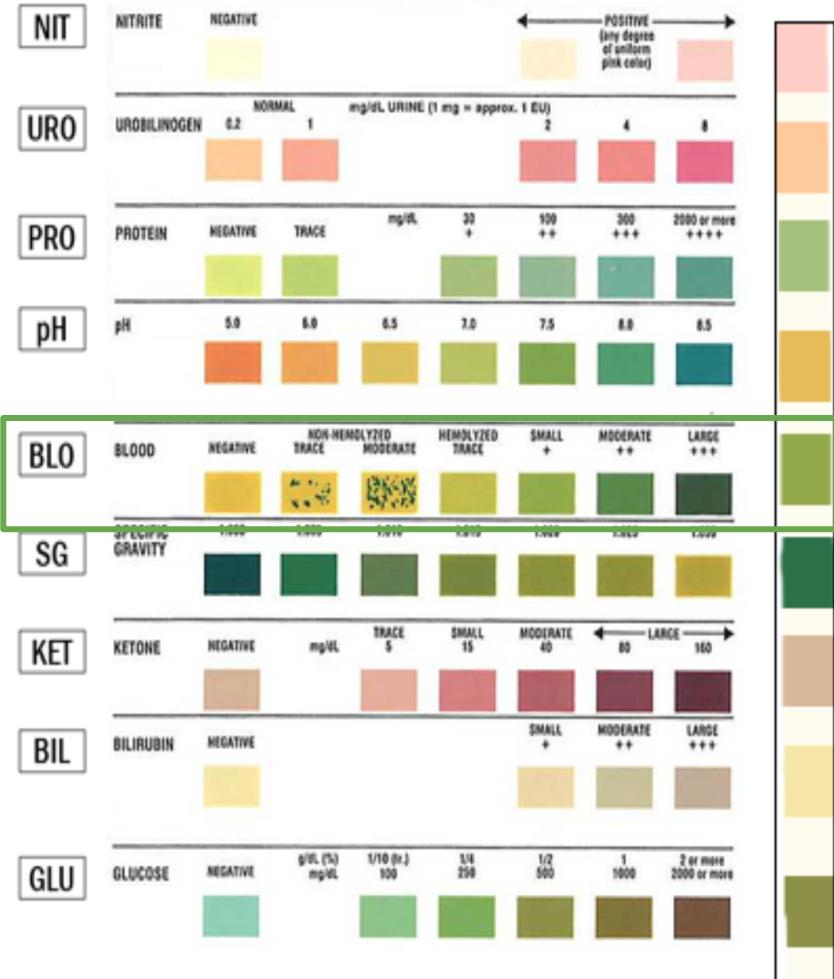 NIT NITRITE NEGATIVE POSITIVE
(any degree
of uniform
pink color)
NORMAL mg/dL URINE (1 mg = approx. 1 EU)
URO UROBILINOGEN 0.2 1 2 4 8
PRO PROTEIN NEGATIVE TRACE mg/dL 30 100 300 2000 or more
+ ++ +++ ++++
pH pH 5.0 6.0 6.5 7.0 7.5 8.0 8.5
NON-HEMOLYZED HEMOLYZED SMALL MODERATE LARGE
BLO BLOOD NEGATIVE TRACE MODERATE TRACE + ++ +++
SPECIFIC
SG GRAVITY
TRACE SMALL MODERATE LARGE
KET KETONE NEGATIVE mg/dL 5 15 40 80 160
SMALL MODERATE LARGE
BIL BILIRUBIN NEGATIVE + ++ +++
g/dL (%) 1/10 (tr.) 1/4 1/2 1 2 or more
GLU GLUCOSE NEGATIVE mg/dL 100 250 500 1000 2000 or more